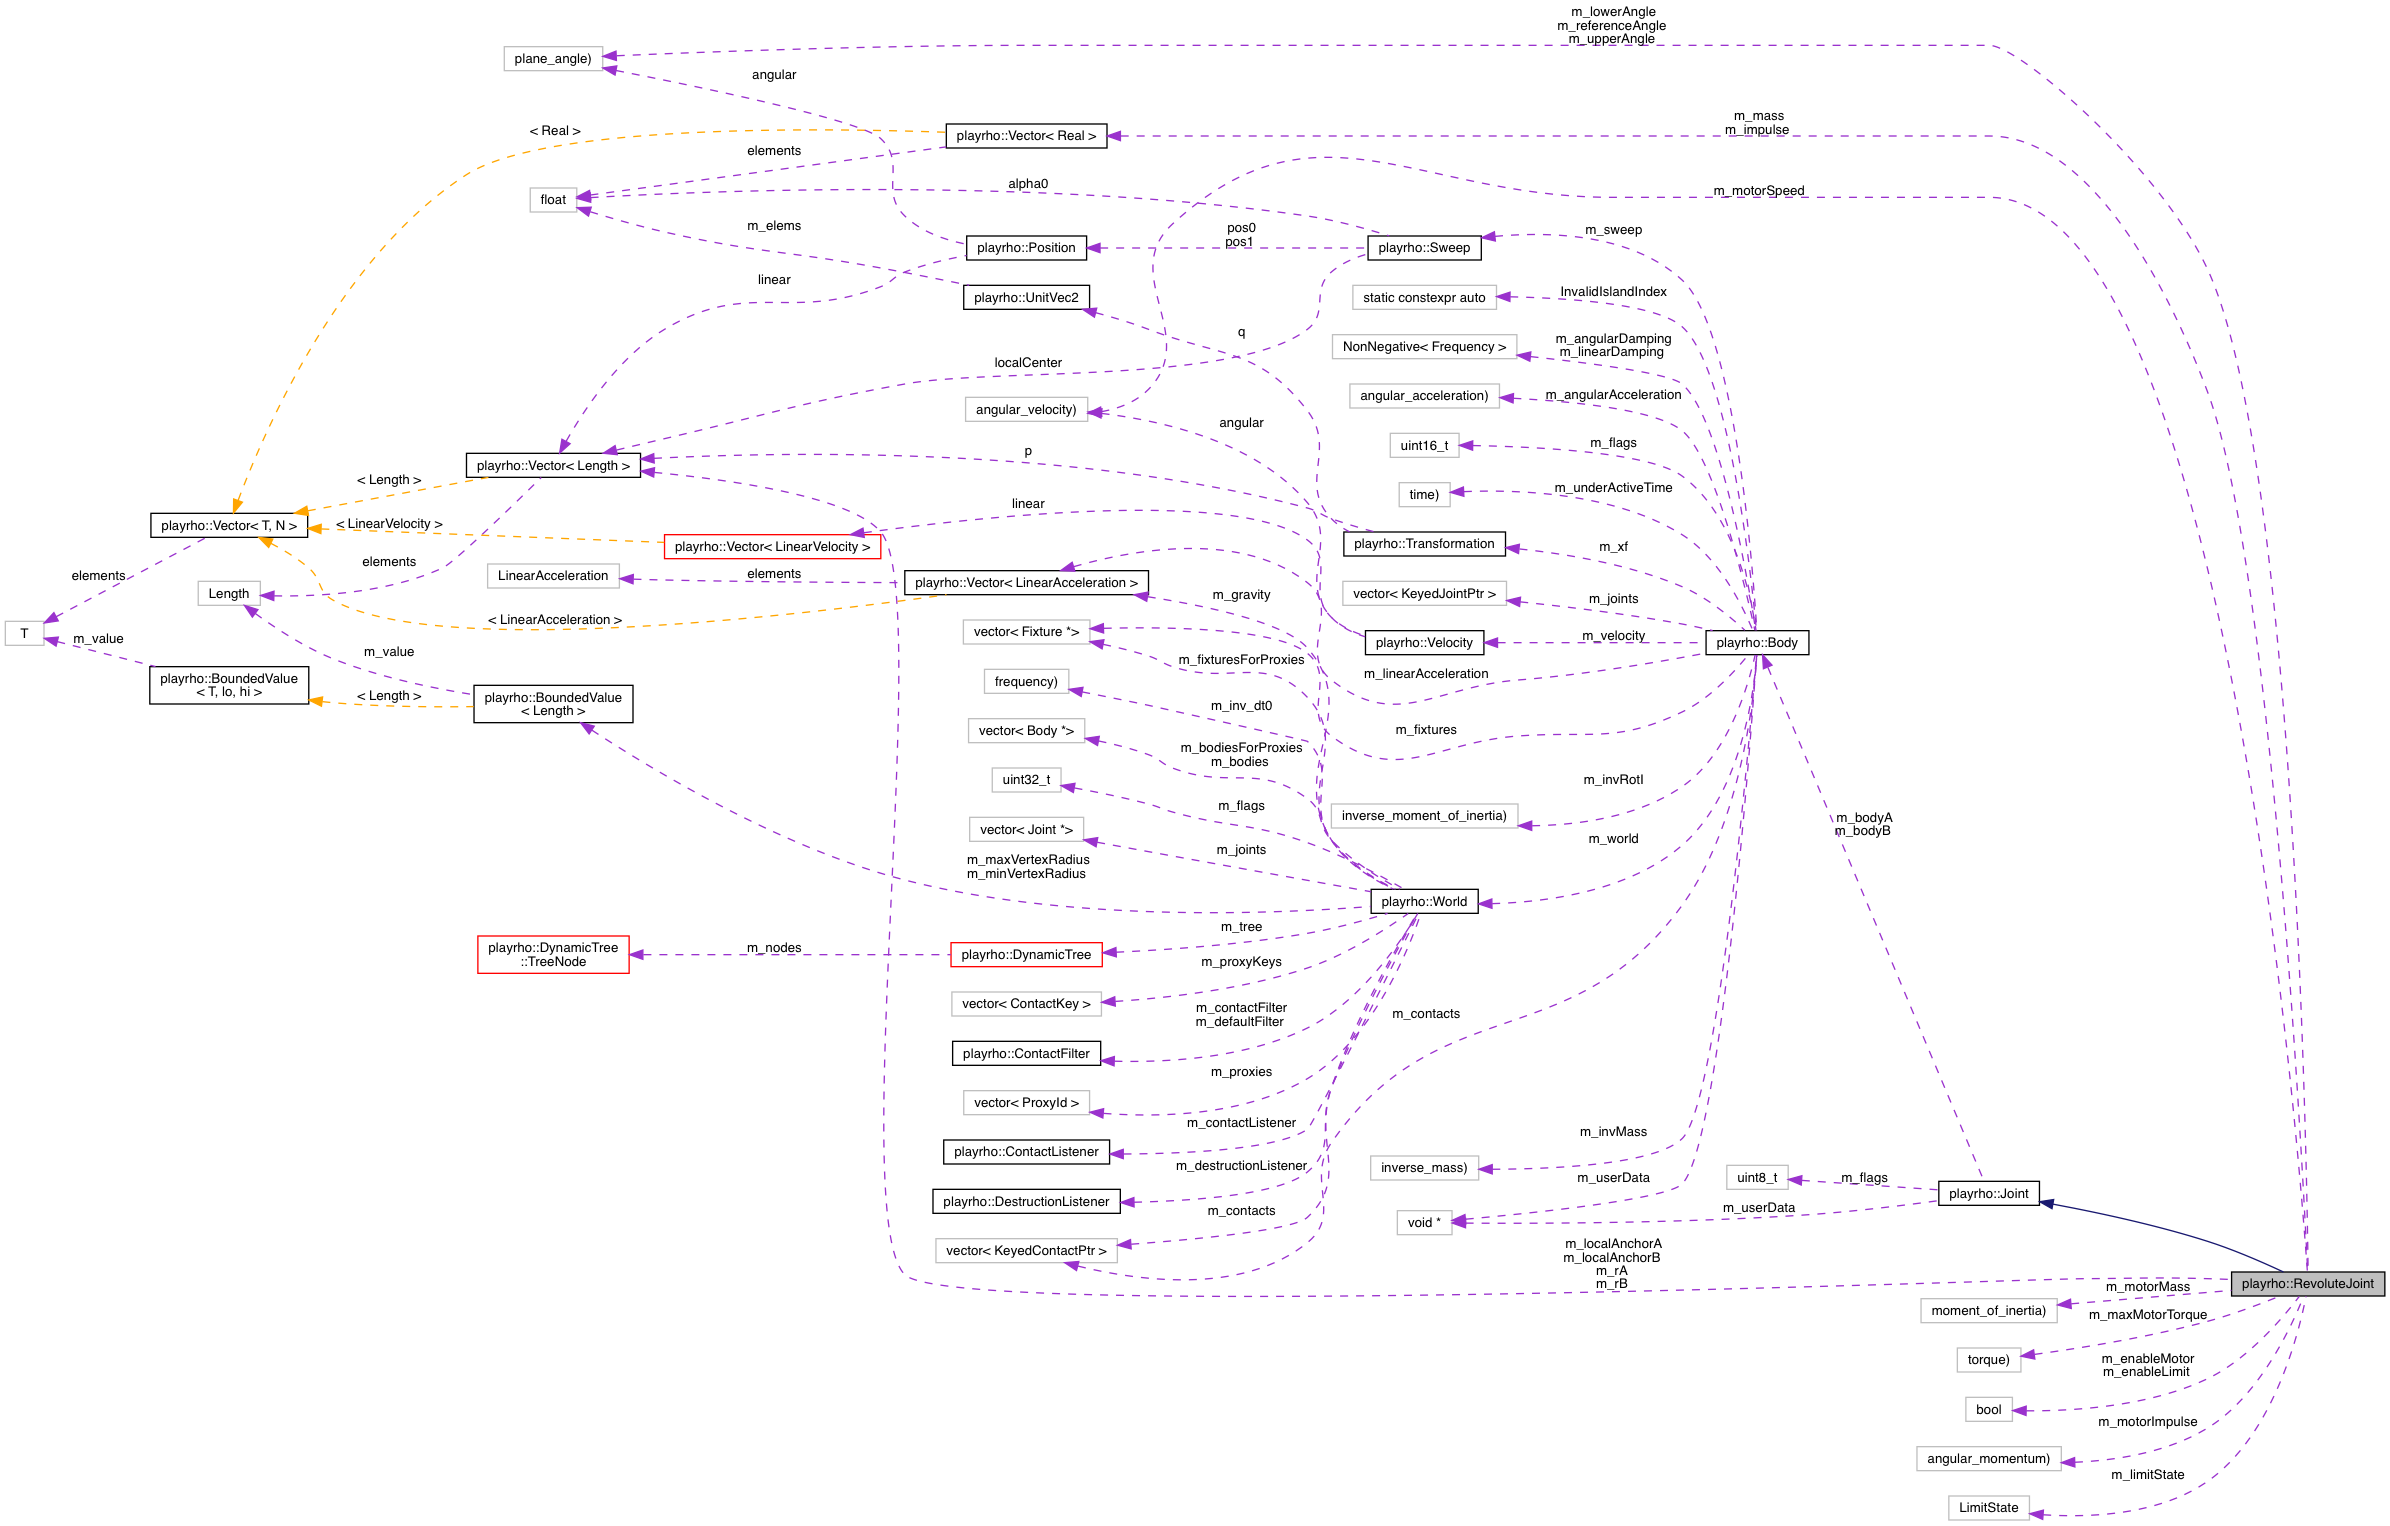 m_lowerAngle
m_referenceAngle
m_upperAngle
plane_angle)
angular
m_mass
m_impulse
< Real >
playrho::Vector< Real >
elements
alpha0
m_motorSpeed
float
m_elems
pos0
pos1
m_sweep
playrho::Position
playrho::Sweep
linear
playrho::UnitVec2
static constexpr auto
InvalidIslandIndex
q
NonNegative< Frequency >
m_angularDamping
m_linearDamping
localCenter
angular_acceleration)
m_angularAcceleration
angular_velocity)
angular
uint16_t
m_flags
p
playrho::Vector< Length >
< Length >
time)
m_underActiveTime
linear
playrho::Vector< T, N >
< LinearVelocity >
playrho::Vector< LinearVelocity >
playrho::Transformation
m_xf
elements
elements
LinearAcceleration
elements
playrho::Vector< LinearAcceleration >
Length
m_gravity
vector< KeyedJointPtr >
m_joints
< LinearAcceleration >
T
m_value
vector< Fixture *>
playrho::Velocity
m_velocity
playrho::Body
m_value
m_fixturesForProxies
m_linearAcceleration
playrho::BoundedValue
< T, lo, hi >
< Length >
playrho::BoundedValue
< Length >
frequency)
m_inv_dt0
vector< Body *>
m_fixtures
m_bodiesForProxies
m_bodies
uint32_t
m_invRotI
m_flags
inverse_moment_of_inertia)
m_bodyA
m_bodyB
vector< Joint *>
m_joints
m_world
m_maxVertexRadius
m_minVertexRadius
playrho::World
m_tree
playrho::DynamicTree
::TreeNode
m_nodes
playrho::DynamicTree
m_proxyKeys
vector< ContactKey >
m_contactFilter
m_defaultFilter
m_contacts
playrho::ContactFilter
m_proxies
vector< ProxyId >
m_contactListener
m_invMass
playrho::ContactListener
m_destructionListener
inverse_mass)
m_userData
uint8_t
m_flags
playrho::Joint
playrho::DestructionListener
m_contacts
void *
m_userData
vector< KeyedContactPtr >
m_localAnchorA
m_localAnchorB
m_rA
m_rB
playrho::RevoluteJoint
m_motorMass
moment_of_inertia)
m_maxMotorTorque
torque)
m_enableMotor
m_enableLimit
bool
m_motorImpulse
angular_momentum)
m_limitState
LimitState